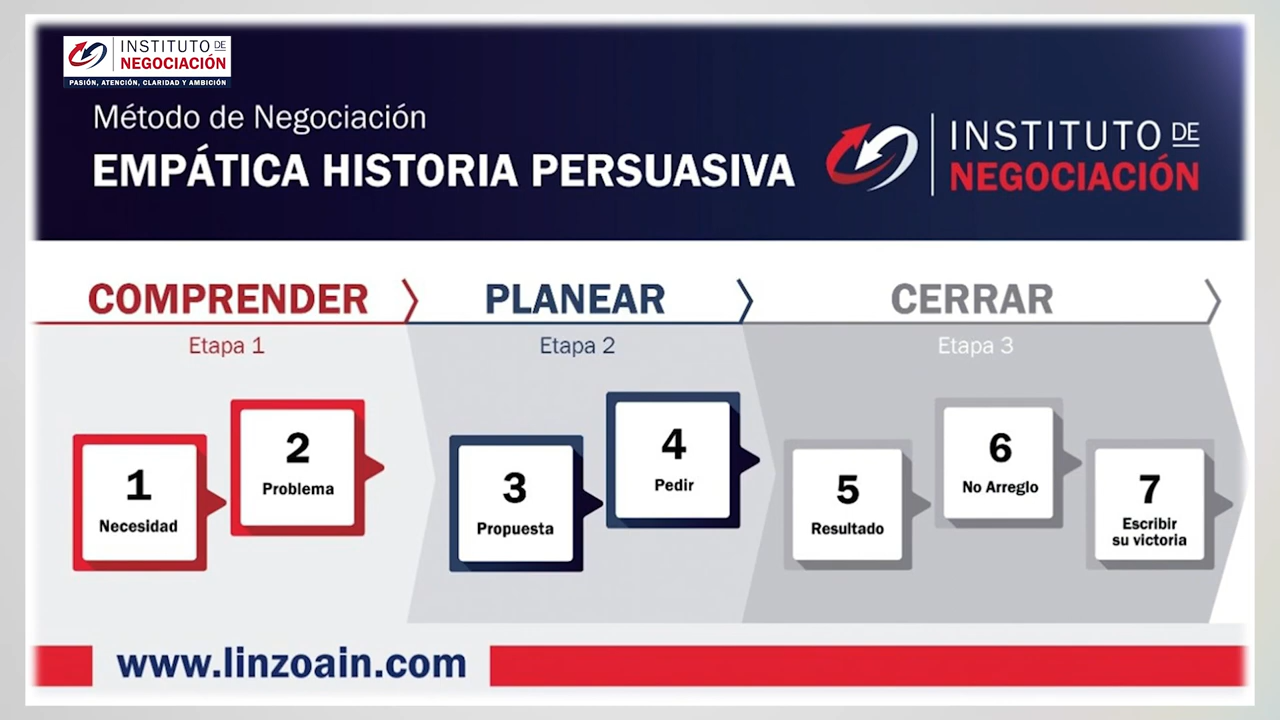 INSTITUTO DE
NEGOCIACIÓN
PASIÓN, ATENCIÓN, CLARIDAD Y AMBICIÓN
Método de Negociación
EMPÁTICA HISTORIA PERSUASIVA
INSTITUTO DE
NEGOCIACIÓN
COMPRENDER
Etapa 1
1
Necesidad
2
Problema
PLANEAR
Etapa 2
3
Propuesta
4
Pedir
CERRAR
Etapa 3
5
Resultado
6
No Arreglo
7
Escribir
su victoria
www.linzoain.com